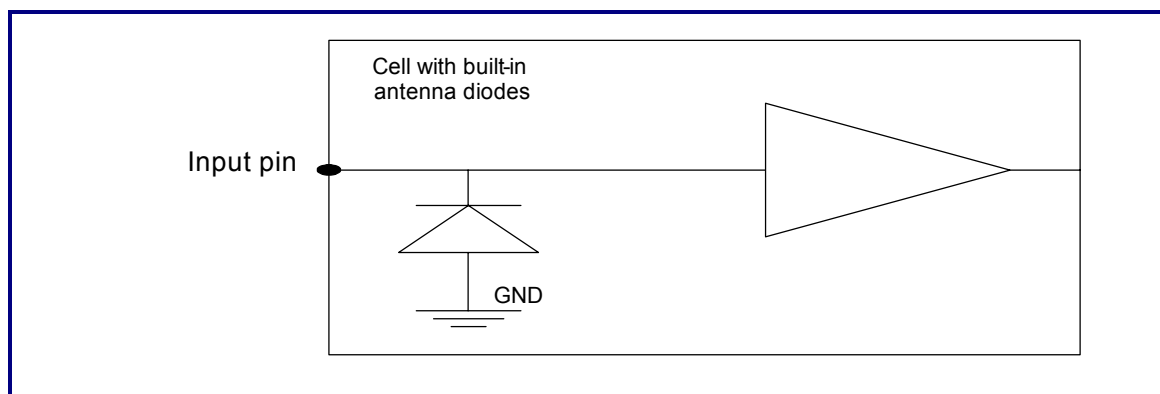 Cell with built-in
antenna diodes
Input pin
GND